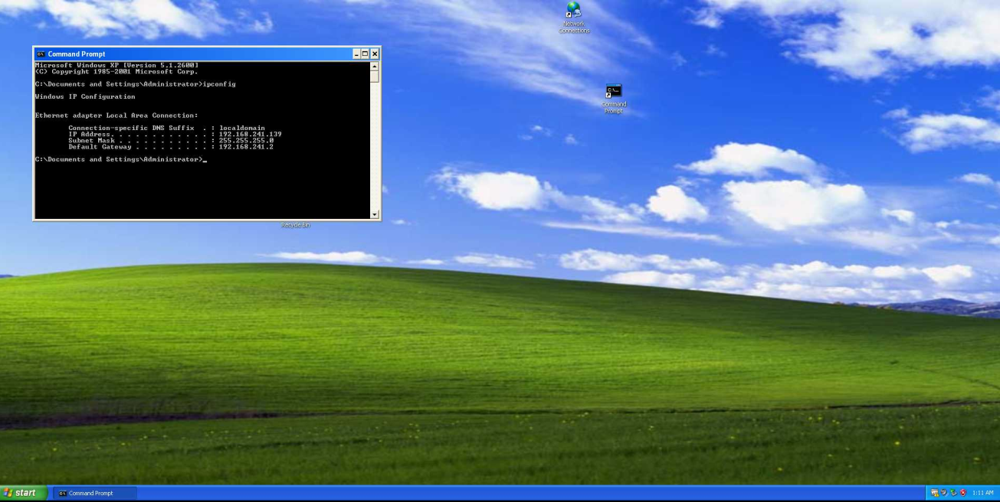 Network
Connections
Command Prompt
Microsoft Windows XP [Version 5.1.2600]
(C) Copyright 1985-2001 Microsoft Corp.
C:\Documents and Settings\Administrator>ipconfig
Windows IP Configuration
Ethernet adapter Local Area Connection:
Connection-specific DNS Suffix . : localdomain
IP Address. . . . . . . . . . . . : 192.168.241.139
Subnet Mask . . . . . . . . . . . : 255.255.255.0
Default Gateway . . . . . . . . . : 192.168.241.2
C:\Documents and Settings\Administrator>_
C:\
Command
Prompt
Recycle Bin
start
Command Prompt
1:11 AM